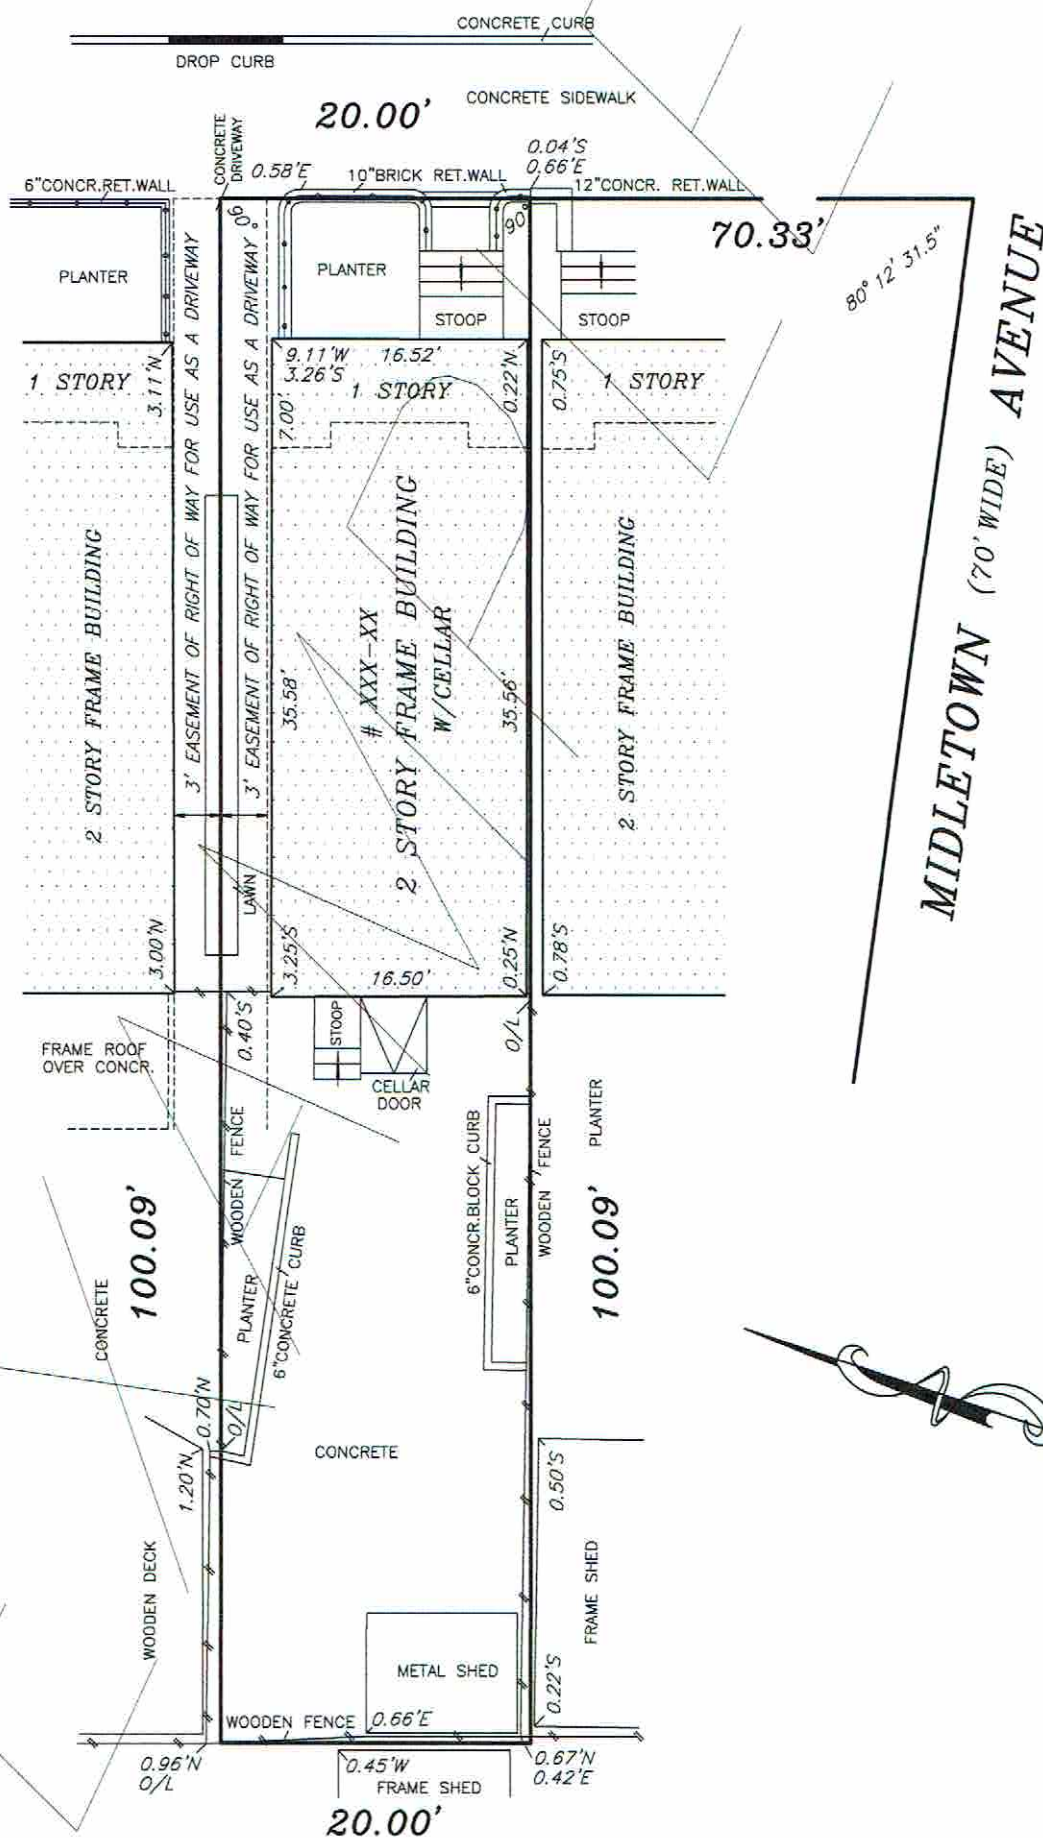 CONCRETE CURB
DROP CURB
20.00'
CONCRETE SIDEWALK
CONCRETE
DRIVEWAY
0.58'E
0.04'S
0.66'E
6"CONCR.RET.WALL
10"BRICK RET.WALL
12"CONCR. RET.WALL
90°
90°
70.33'
80° 12' 31.5"
MIDLETOWN (70' WIDE) AVENUE
PLANTER
PLANTER
STOOP
STOOP
3' EASEMENT OF RIGHT OF WAY FOR USE AS A DRIVEWAY
3' EASEMENT OF RIGHT OF WAY FOR USE AS A DRIVEWAY
1 STORY
3.11'N
9.11'W
3.26'S
16.52'
1 STORY
0.22'N
0.75'S
1 STORY
7.00'
2 STORY FRAME BUILDING
35.58'
# XXX-XX
2 STORY FRAME BUILDING
W/CELLAR
35.56'
2 STORY FRAME BUILDING
LAWN
3.00'N
3.25'S
16.50'
0.25'N
0.78'S
0.40'S
STOOP
O/L
FRAME ROOF
OVER CONCR.
CELLAR
DOOR
WOODEN FENCE
6"CONCR.BLOCK CURB
PLANTER
WOODEN FENCE
PLANTER
100.09'
100.09'
CONCRETE
PLANTER
6"CONCRETE CURB
0.70'N
O/L
1.20'N
CONCRETE
0.50'S
WOODEN DECK
FRAME SHED
METAL SHED
0.22'S
WOODEN FENCE
0.66'E
0.96'N
O/L
0.45'W
FRAME SHED
0.67'N
0.42'E
20.00'